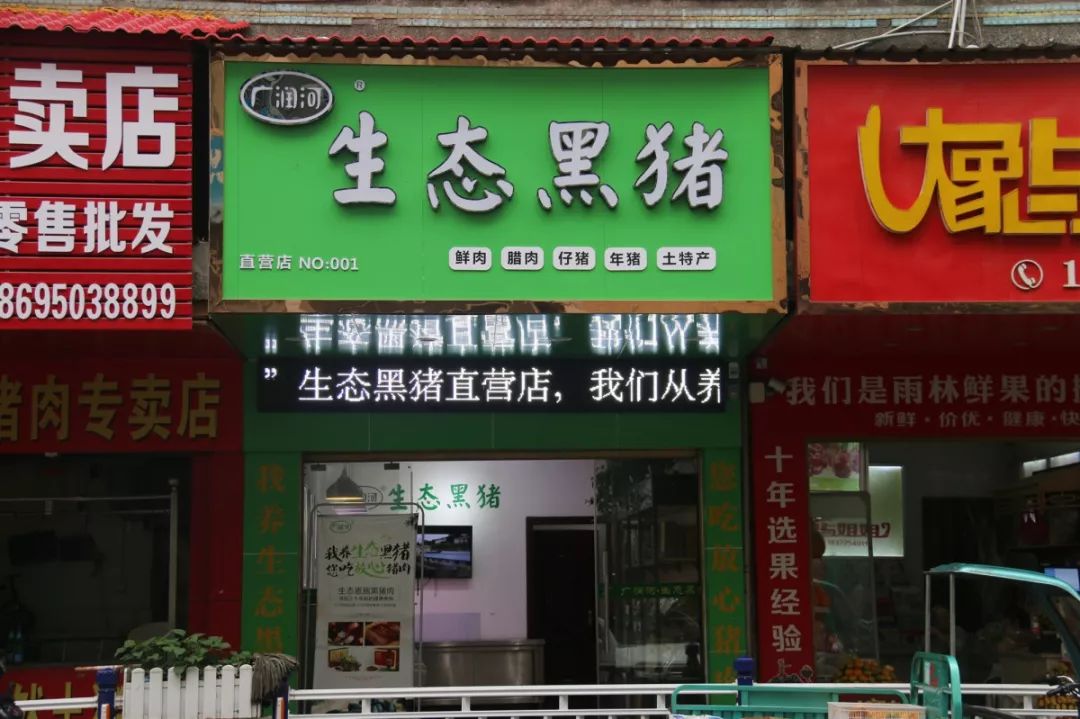 卖店
零售批发
8695038899
猪肉专卖店
广润河®
生态黑猪
直营店 NO:001
鲜肉 腊肉 仔猪 年猪 土特产
” 生态黑猪直营店，我们从养
我养生态黑
您吃放心猪
广润河 生态黑猪
我养生态黑猪
您吃放心猪肉
我们是雨林鲜果的
新鲜·价优·健康·快
十年选果经验